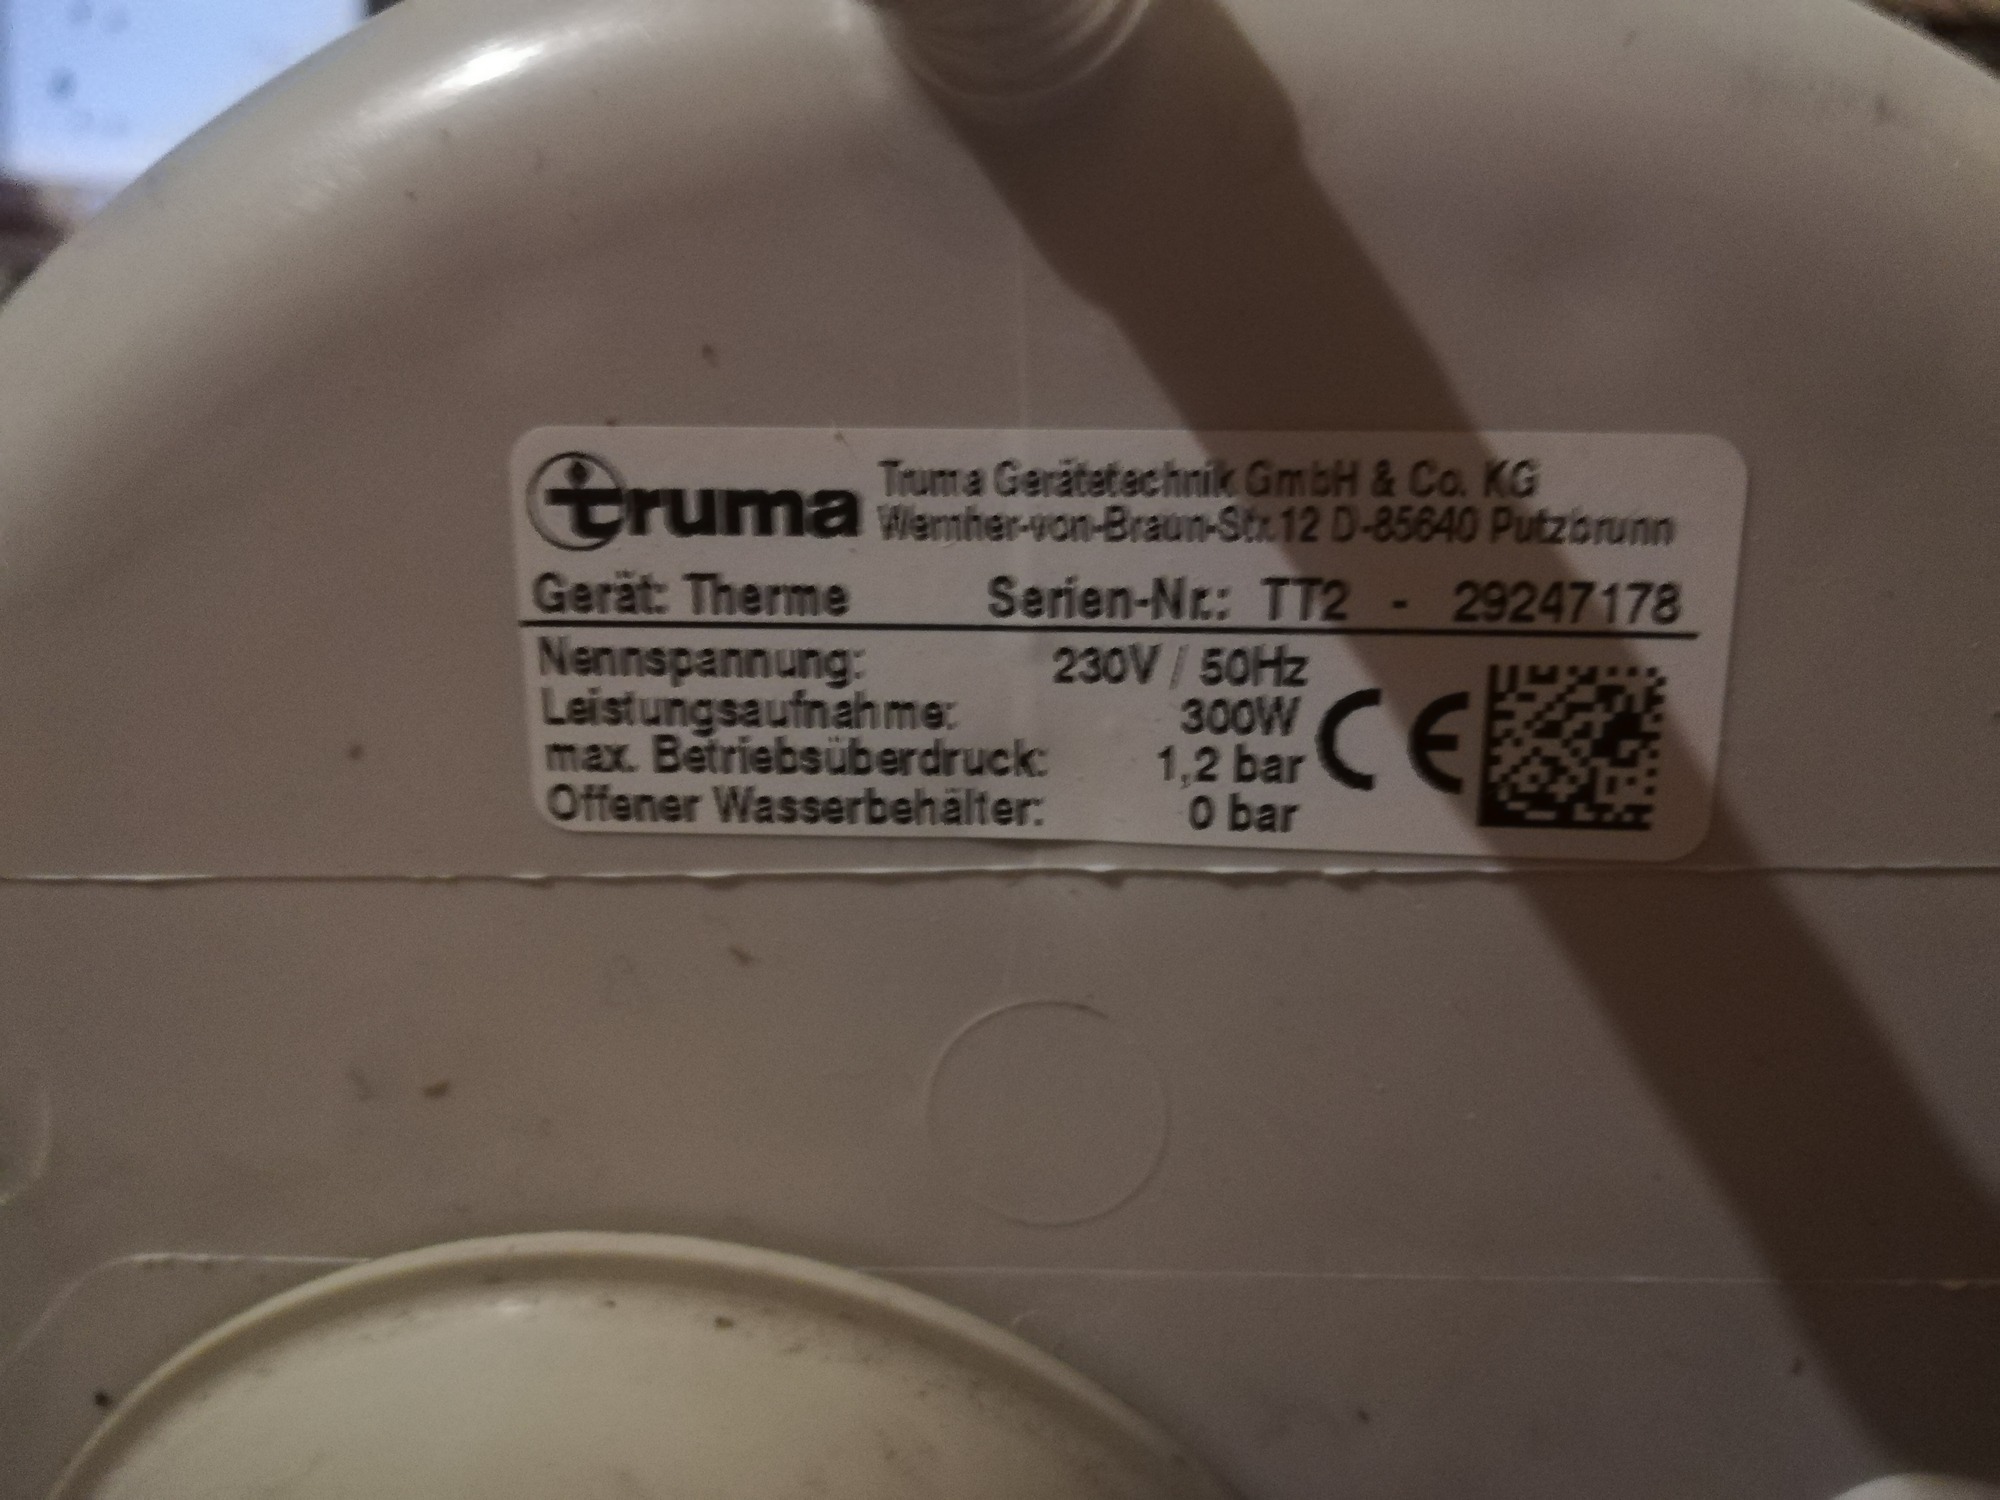 truma
Truma Gerätetechnik GmbH & Co. KG
Wernher-von-Braun-Str.12 D-85640 Putzbrunn
Gerät: Therme Serien-Nr.: TT2 - 29247178
Nennspannung: 230V / 50Hz
Leistungsaufnahme: 300W
max. Betriebsüberdruck: 1,2 bar
Offener Wasserbehälter: 0 bar
CE